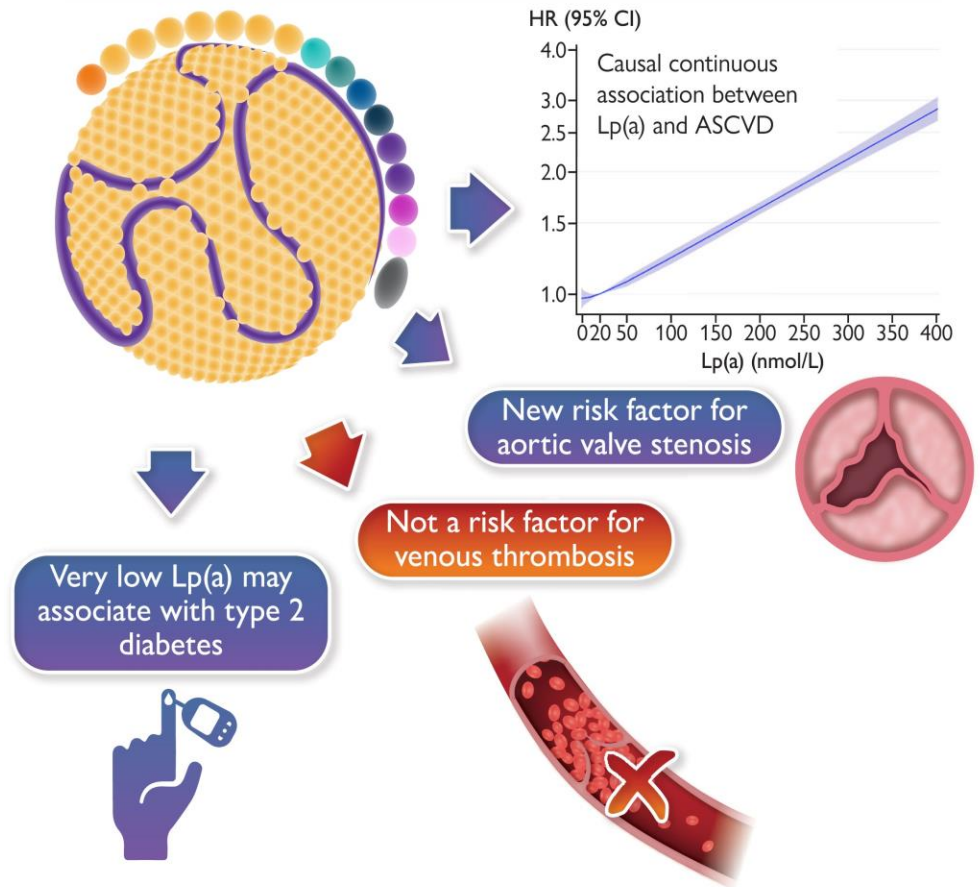 HR (95% CI)
4.0
3.0
2.5
2.0
1.5
1.0
Causal continuous
association between
Lp(a) and ASCVD
0 20 50 100 150 200 250 300 350 400
Lp(a) (nmol/L)
New risk factor for
aortic valve stenosis
Not a risk factor for
venous thrombosis
Very low Lp(a) may
associate with type 2
diabetes